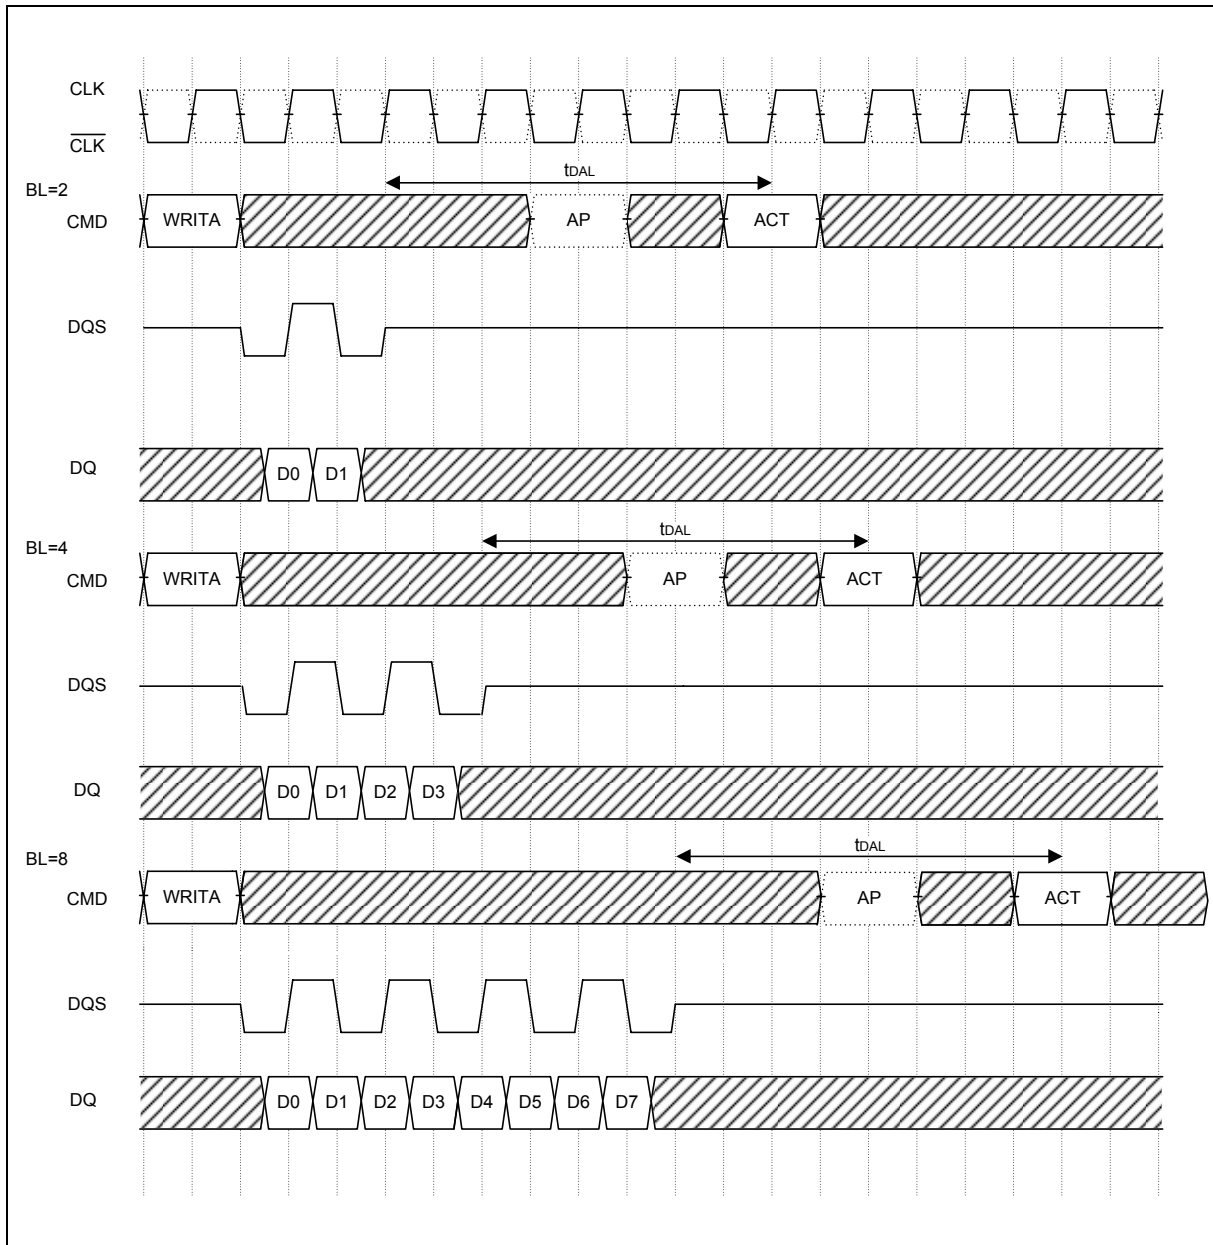 CLK
CLK
tDAL
BL=2
CMD WRITA AP ACT
DQS
DQ D0 D1
tDAL
BL=4
CMD WRITA AP ACT
DQS
DQ D0 D1 D2 D3
tDAL
BL=8
CMD WRITA AP ACT
DQS
DQ D0 D1 D2 D3 D4 D5 D6 D7